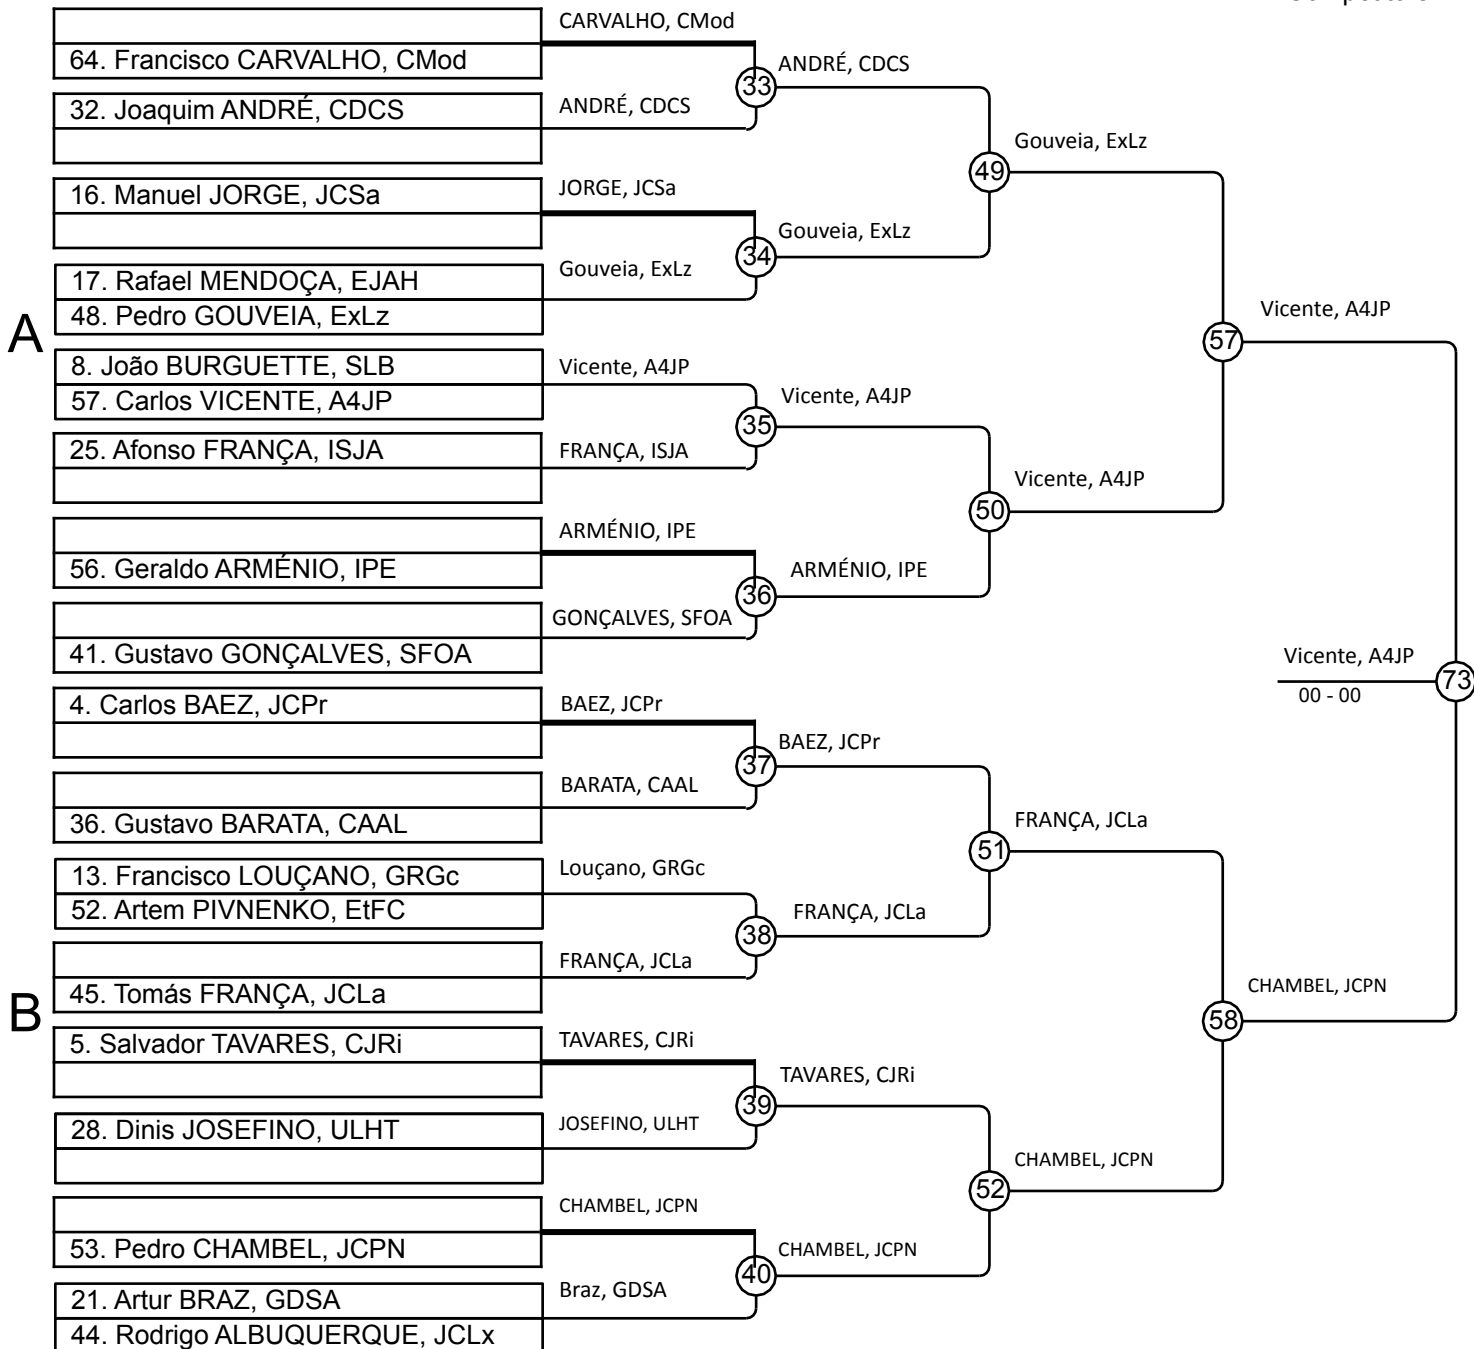 CARVALHO, CMod
64. Francisco CARVALHO, CMod
33
ANDRÉ, CDCS
32. Joaquim ANDRÉ, CDCS
ANDRÉ, CDCS
Gouveia, ExLz
49
16. Manuel JORGE, JCSa
JORGE, JCSa
34
Gouveia, ExLz
17. Rafael MENDOÇA, EJAH
Gouveia, ExLz
48. Pedro GOUVEIA, ExLz
A
57
Vicente, A4JP
8. João BURGUETTE, SLB
Vicente, A4JP
57. Carlos VICENTE, A4JP
35
Vicente, A4JP
25. Afonso FRANÇA, ISJA
FRANÇA, ISJA
Vicente, A4JP
50
ARMÉNIO, IPE
56. Geraldo ARMÉNIO, IPE
36
ARMÉNIO, IPE
GONÇALVES, SFOA
41. Gustavo GONÇALVES, SFOA
Vicente, A4JP
73
00 - 00
4. Carlos BAEZ, JCPr
BAEZ, JCPr
37
BAEZ, JCPr
BARATA, CAAL
36. Gustavo BARATA, CAAL
FRANÇA, JCLa
51
13. Francisco LOUÇANO, GRGc
Louçano, GRGc
52. Artem PIVNENKO, EtFC
38
FRANÇA, JCLa
FRANÇA, JCLa
45. Tomás FRANÇA, JCLa
B
58
CHAMBEL, JCPN
5. Salvador TAVARES, CJRi
TAVARES, CJRi
39
TAVARES, CJRi
28. Dinis JOSEFINO, ULHT
JOSEFINO, ULHT
CHAMBEL, JCPN
52
CHAMBEL, JCPN
53. Pedro CHAMBEL, JCPN
40
CHAMBEL, JCPN
21. Artur BRAZ, GDSA
Braz, GDSA
44. Rodrigo ALBUQUERQUE, JCLx